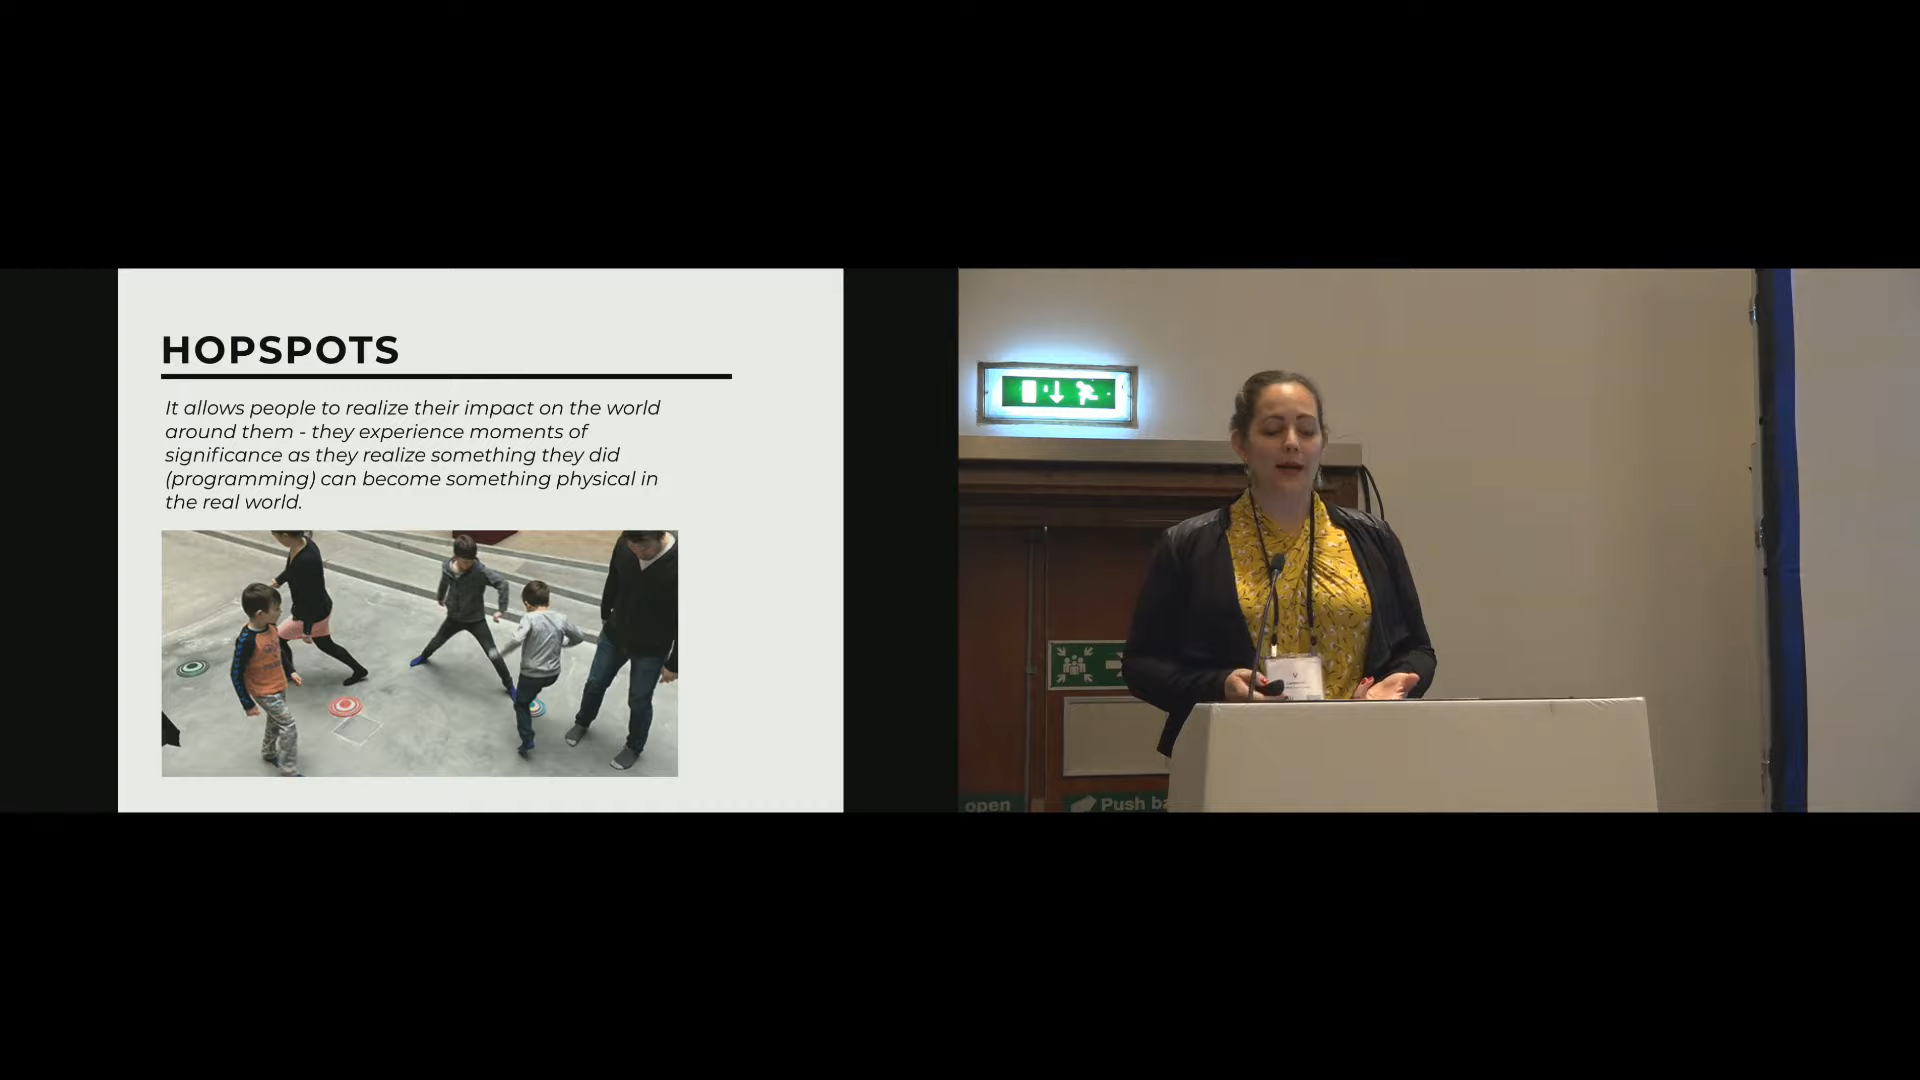 HOPSPOTS
It allows people to realize their impact on the world
around them - they experience moments of
significance as they realize something they did
(programming) can become something physical in
the real world.
open
Push ba